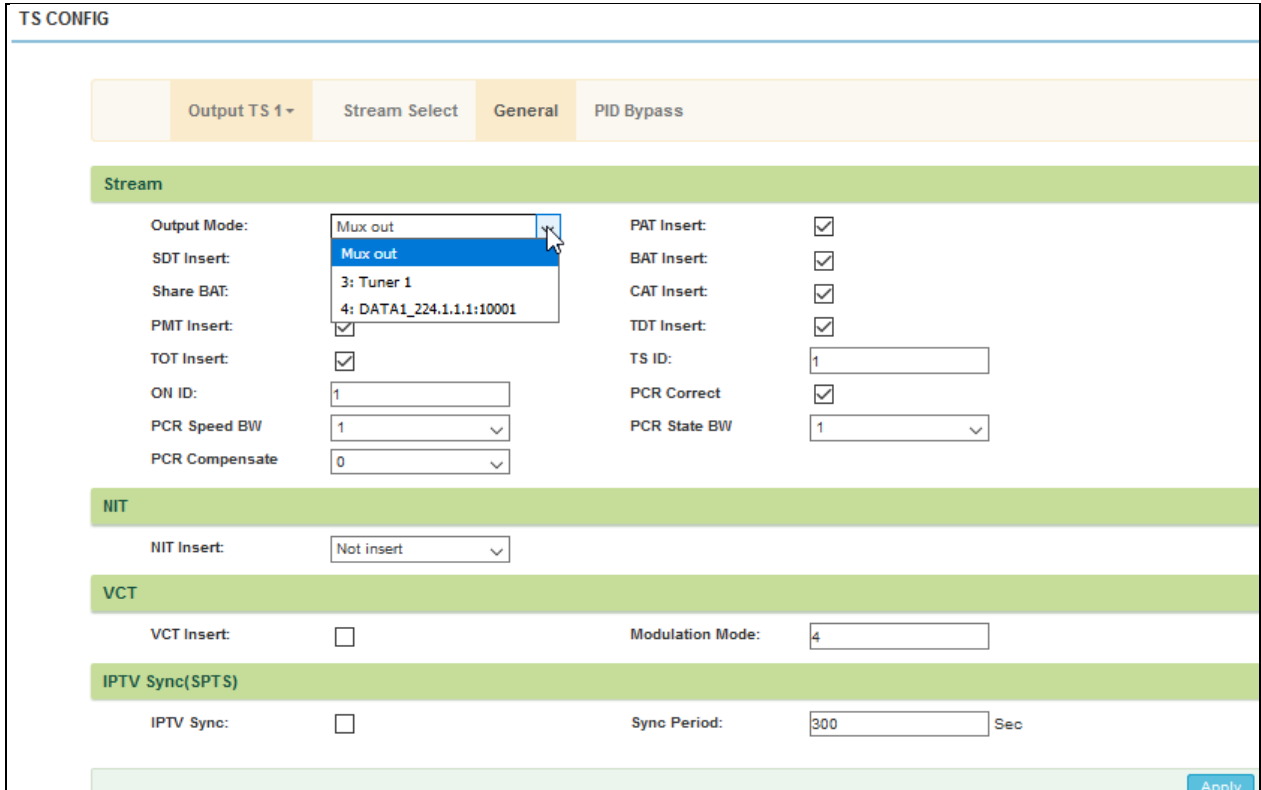 TS CONFIG
Output TS 1 Stream Select General PID Bypass
Stream
Output Mode: Mux out PAT Insert:
Mux out
SDT Insert: BAT Insert:
3: Tuner 1
Share BAT: CAT Insert:
4: DATA1_224.1.1.1:10001
PMT Insert: TDT Insert:
TOT Insert: TS ID: 1
ON ID: 1 PCR Correct
PCR Speed BW 1 PCR State BW 1
PCR Compensate 0
NIT
NIT Insert: Not insert
VCT
VCT Insert: Modulation Mode: 4
IPTV Sync(SPTS)
IPTV Sync: Sync Period: 300 Sec
Apply